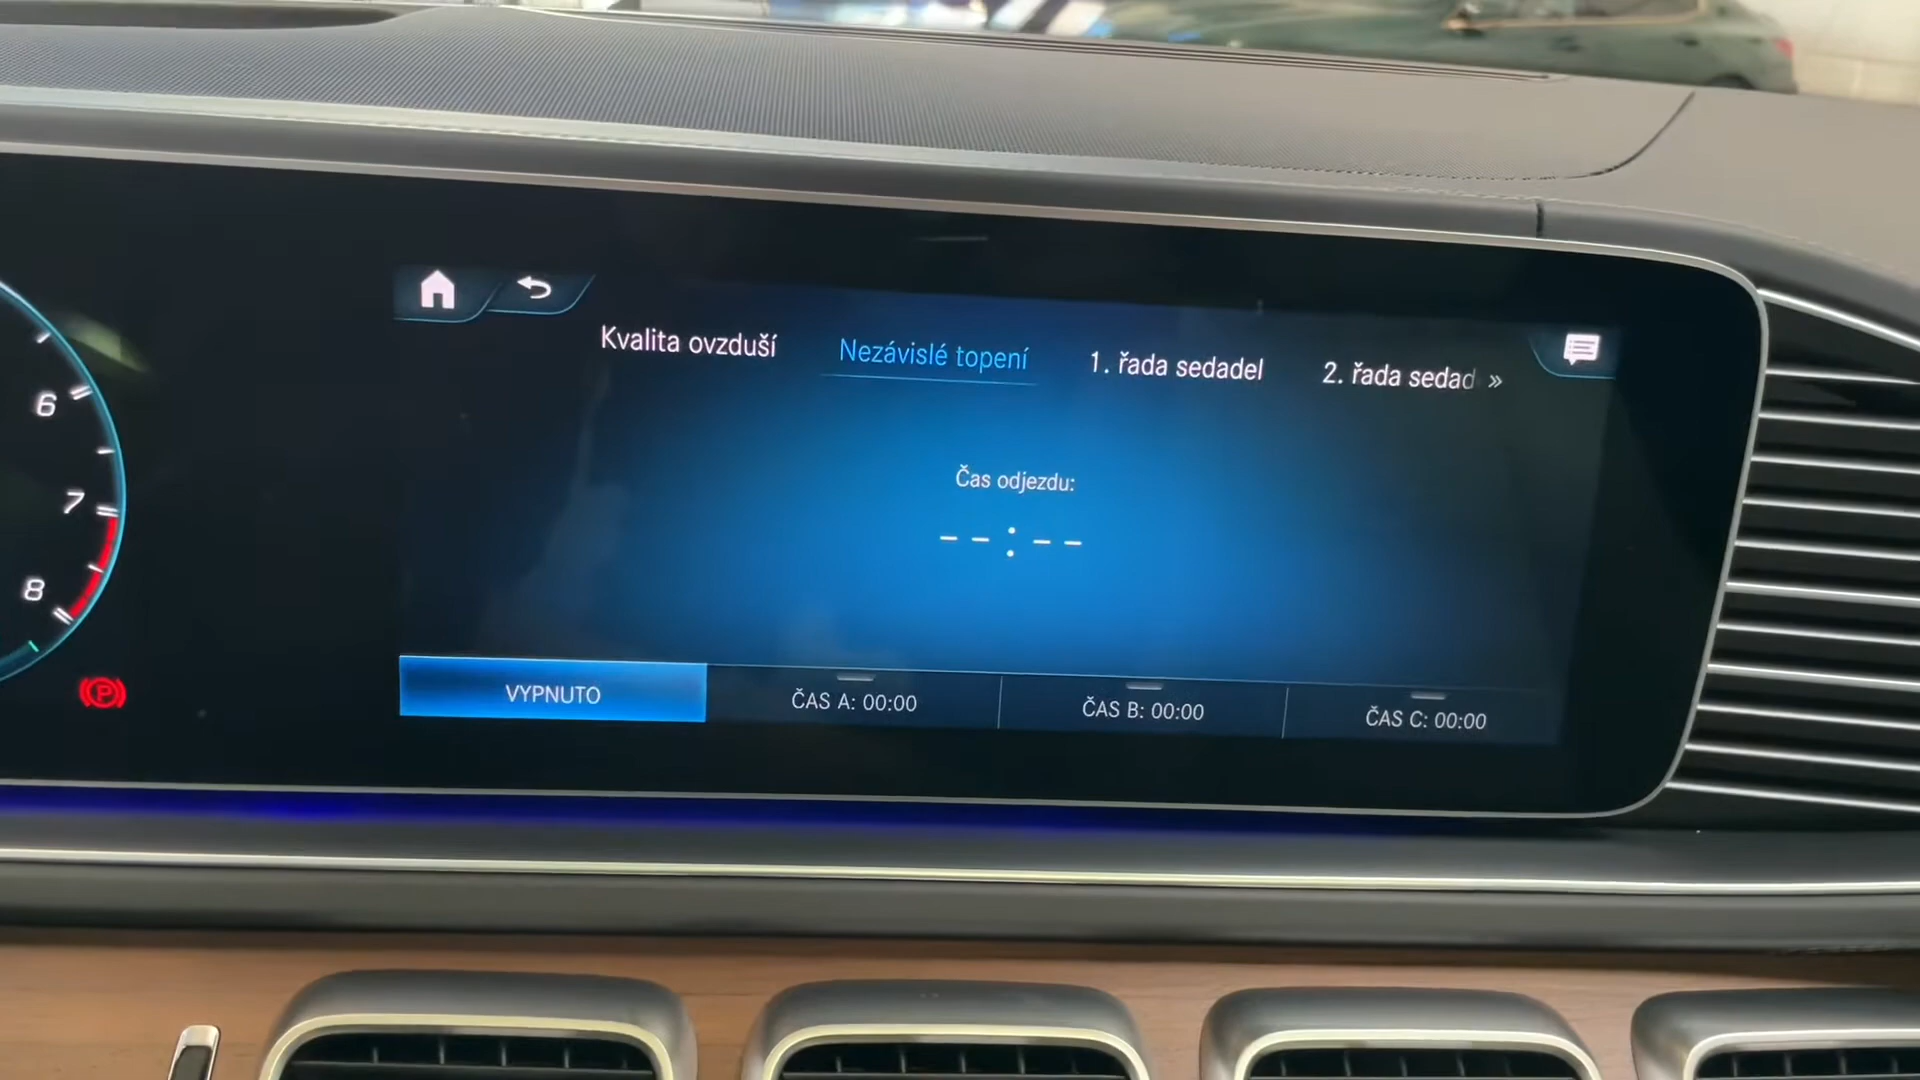 Kvalita ovzduší
Nezávislé topení
1. řada sedadel
2. řada sedad »
Čas odjezdu:
--:--
VYPNUTO
ČAS A: 00:00
ČAS B: 00:00
ČAS C: 00:00
6
7
8
P